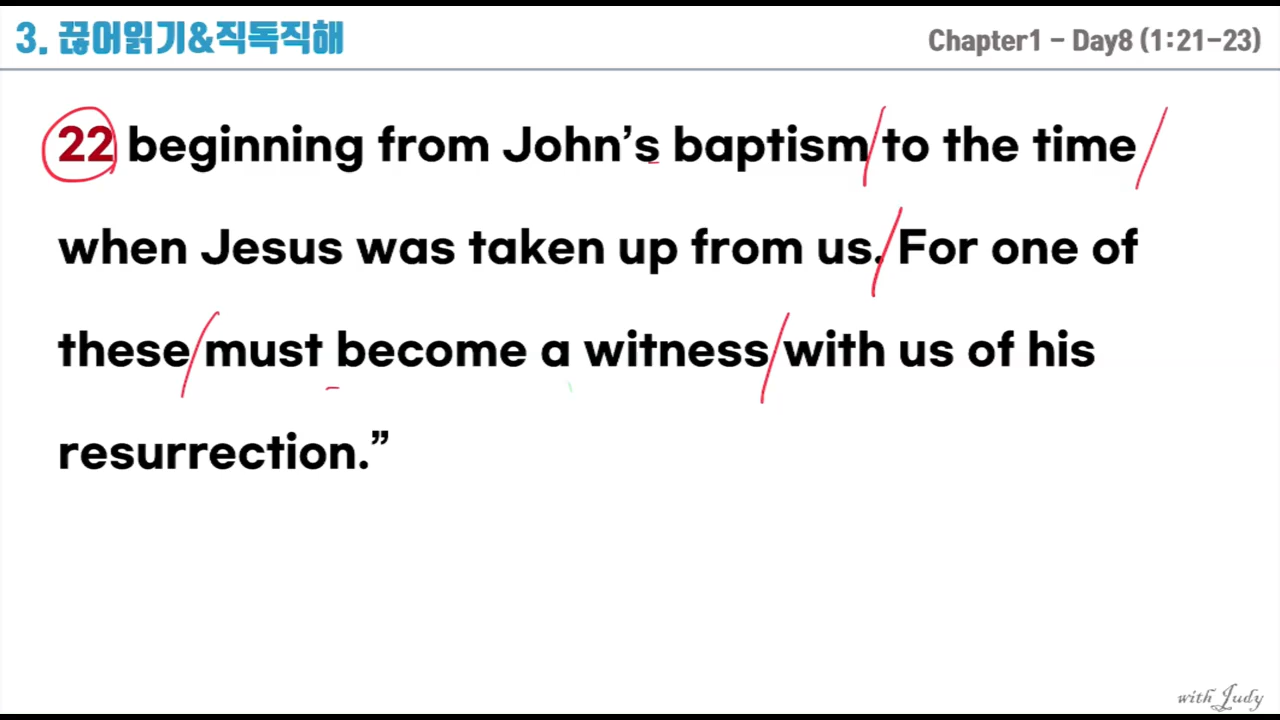 3. 끊어읽기&직독직해
Chapter1 - Day8 (1:21-23)
22 beginning from John’s baptism to the time
when Jesus was taken up from us. For one of
these must become a witness with us of his
resurrection.”
with Judy